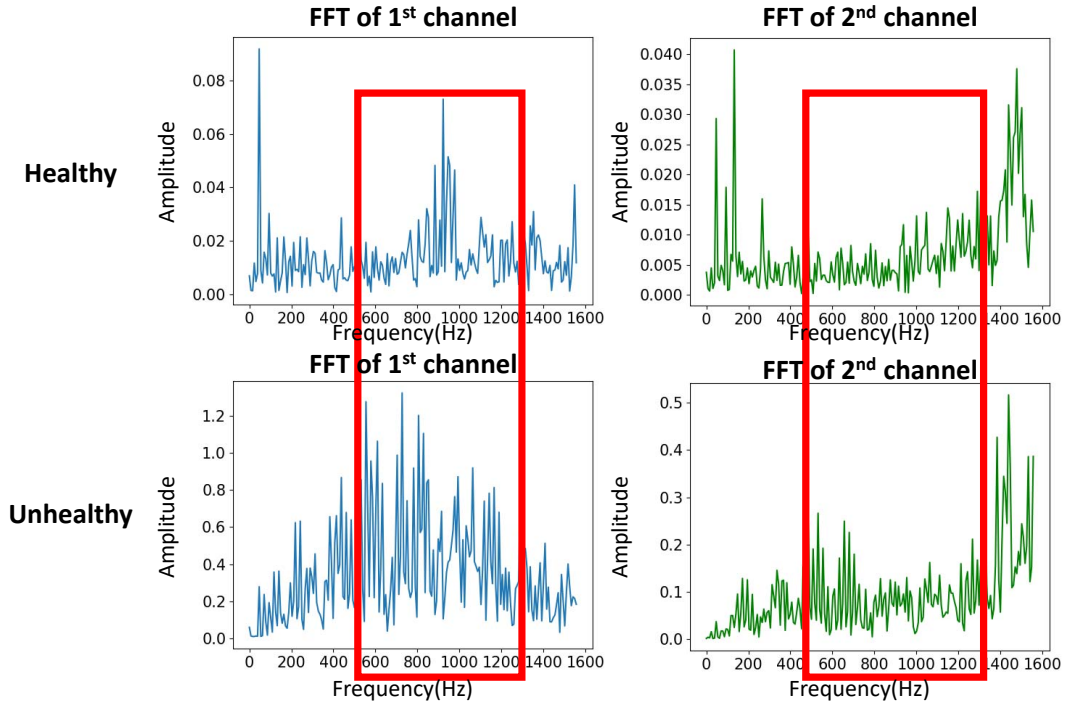 FFT of 1st channel
FFT of 2nd channel
Healthy
Amplitude
0.08
0.06
0.04
0.02
0.00
0 200 400 600 800 1000 1200 1400 1600
Frequency(Hz)
Amplitude
0.040
0.035
0.030
0.025
0.020
0.015
0.010
0.005
0.000
0 200 400 600 800 1000 1200 1400 1600
Frequency(Hz)
FFT of 1st channel
FFT of 2nd channel
Unhealthy
Amplitude
1.2
1.0
0.8
0.6
0.4
0.2
0.0
0 200 400 600 800 1000 1200 1400 1600
Frequency(Hz)
Amplitude
0.5
0.4
0.3
0.2
0.1
0.0
0 200 400 600 800 1000 1200 1400 1600
Frequency(Hz)